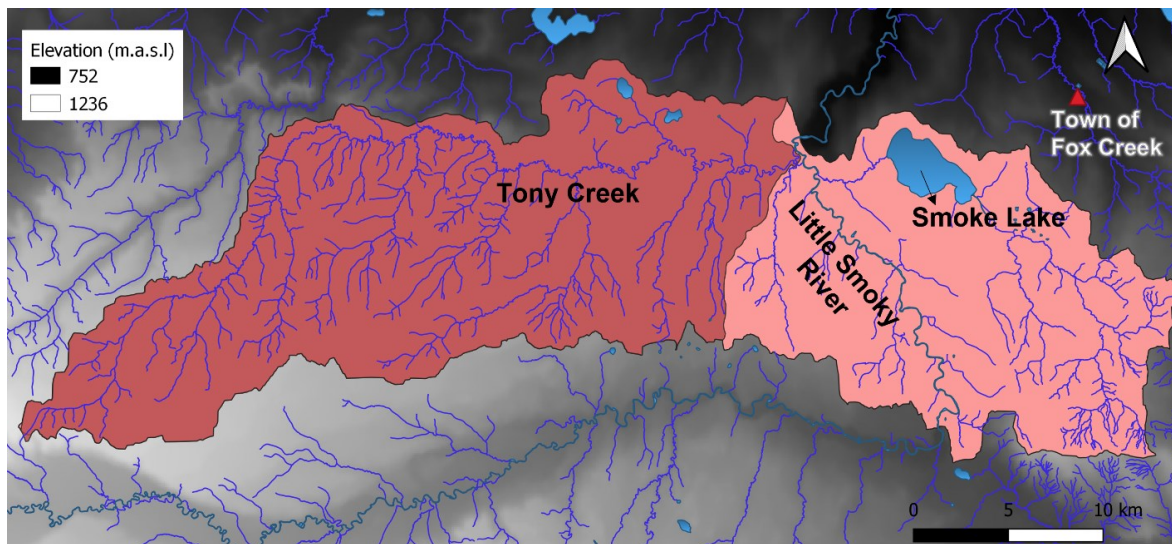 Elevation (m.a.s.l)
752
1236
Town of
Fox Creek
Tony Creek
Smoke Lake
Little Smoky
River
0 5 10 km